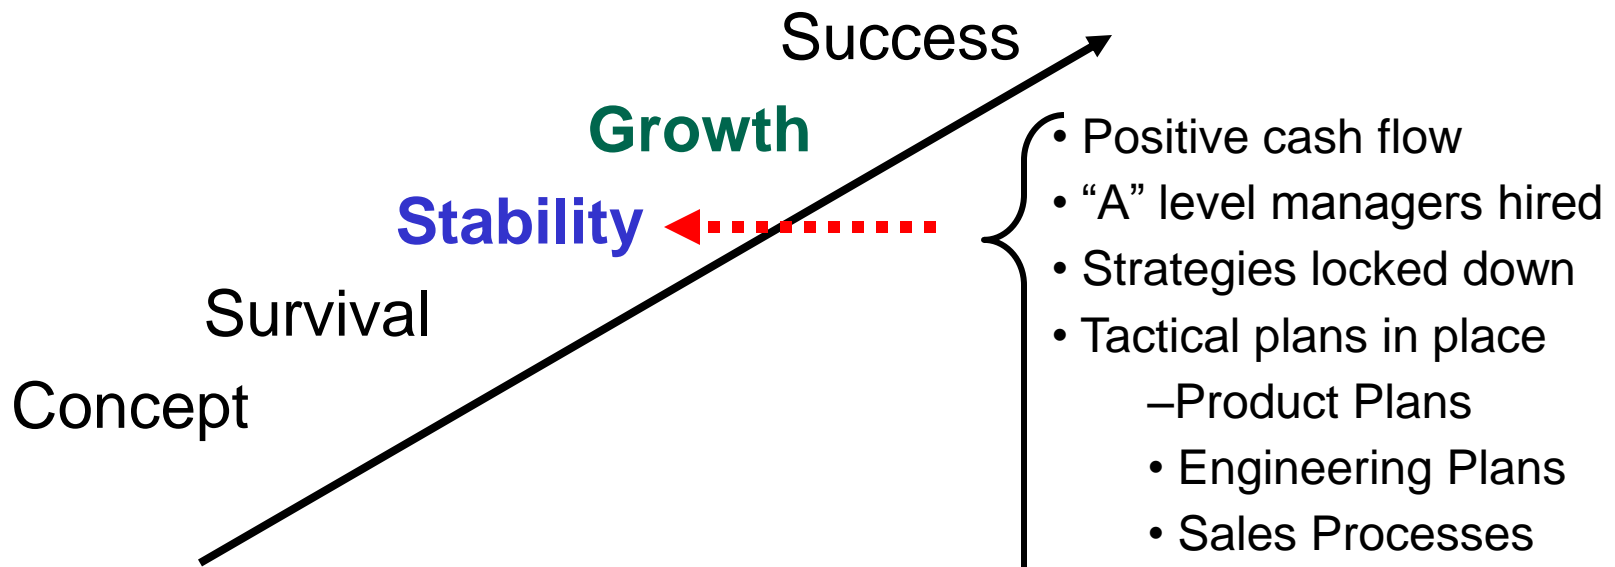 Success
Growth
Stability
Survival
Concept
• Positive cash flow
• “A” level managers hired
• Strategies locked down
• Tactical plans in place
–Product Plans
• Engineering Plans
• Sales Processes